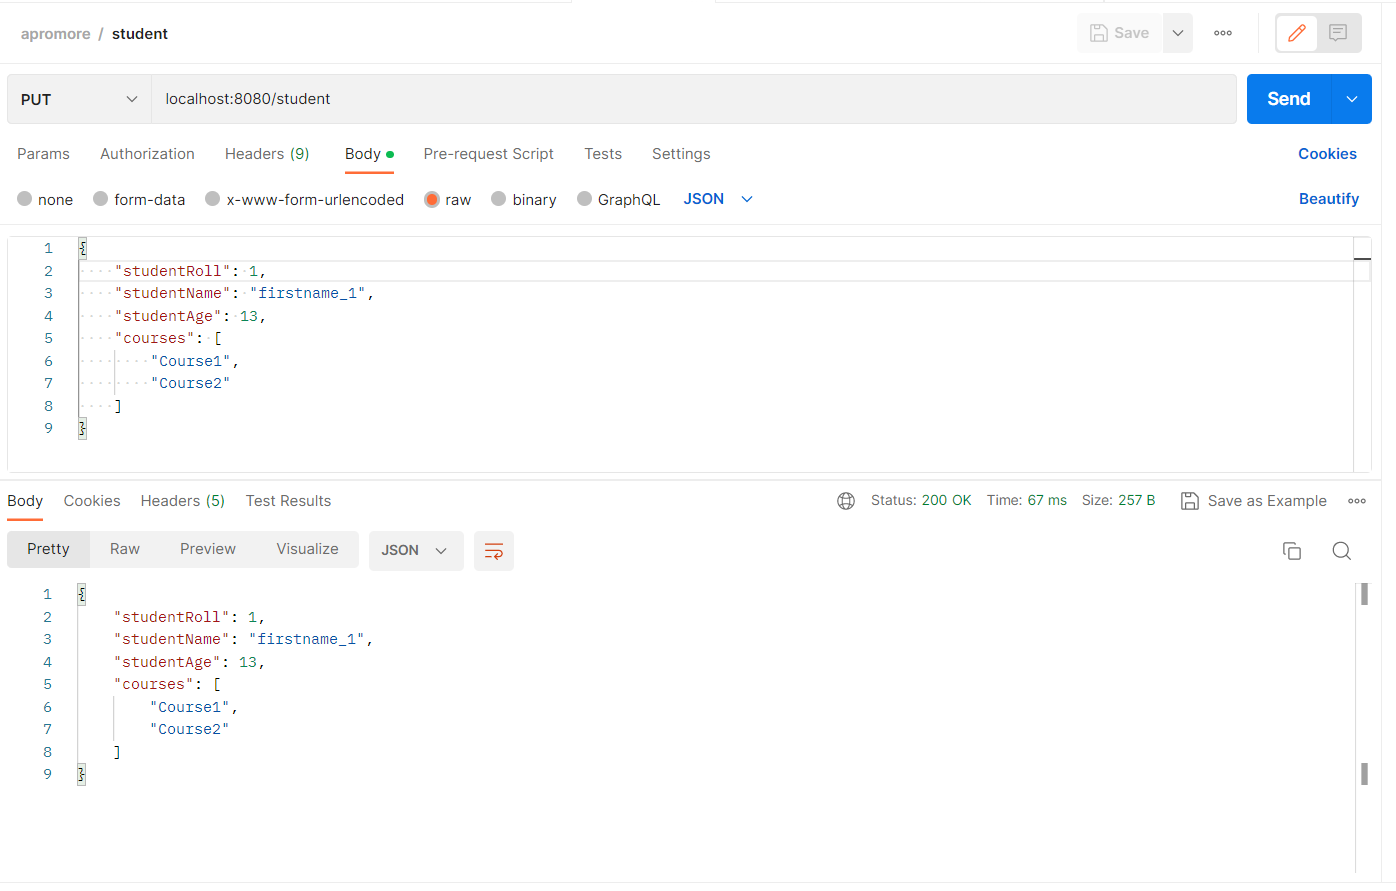 apromore / student
Save
PUT
localhost:8080/student
Send
Params Authorization Headers (9) Body Pre-request Script Tests Settings Cookies
none form-data x-www-form-urlencoded raw binary GraphQL JSON Beautify
1 {
2 "studentRoll": 1,
3 "studentName": "firstname_1",
4 "studentAge": 13,
5 "courses": [
6 "Course1",
7 "Course2"
8 ]
9 }
Body Cookies Headers (5) Test Results Status: 200 OK Time: 67 ms Size: 257 B Save as Example
Pretty Raw Preview Visualize JSON
1 {
2 "studentRoll": 1,
3 "studentName": "firstname_1",
4 "studentAge": 13,
5 "courses": [
6 "Course1",
7 "Course2"
8 ]
9 }